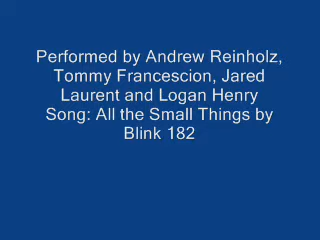 Performed by Andrew Reinholz,
Tommy Francescion, Jared
Laurent and Logan Henry
Song: All the Small Things by
Blink 182